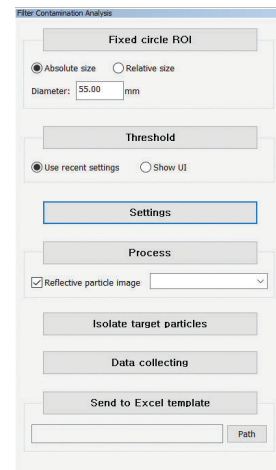 Filter Contamination Analysis
Fixed circle ROI
Absolute size Relative size
Diameter: 55.00 mm
Threshold
Use recent settings Show UI
Settings
Process
Reflective particle image
Isolate target particles
Data collecting
Send to Excel template
Path